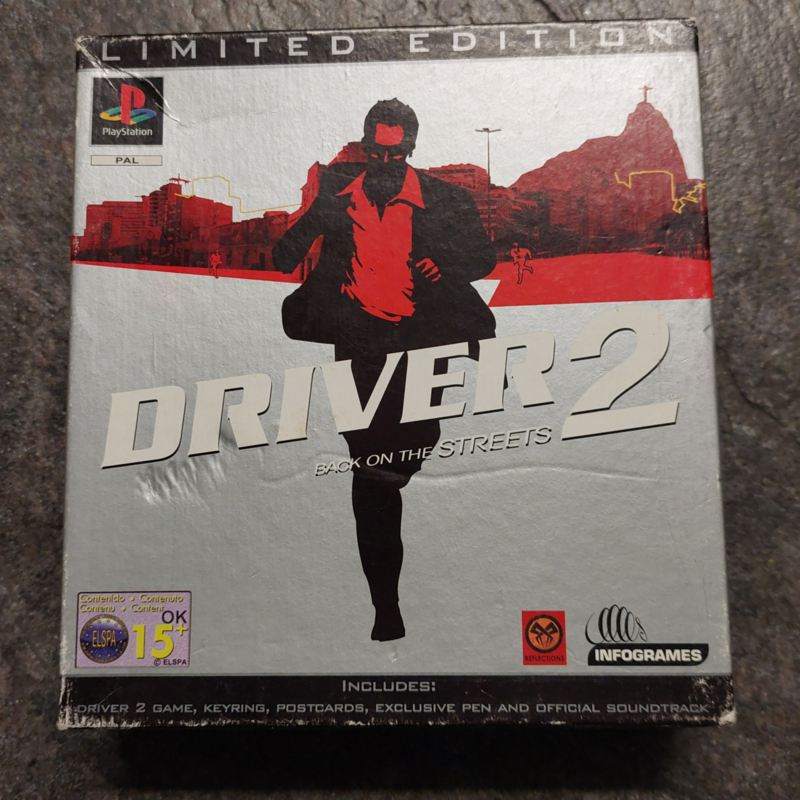 LIMITED EDITION
PlayStation
PAL
DRIVER 2
BACK ON THE STREETS
Contenido • Contenuto
Contenu • Content
OK
ELSPA
15+
© ELSPA
REFLECTIONS
INFOGRAMES
INCLUDES:
DRIVER 2 GAME, KEYRING, POSTCARDS, EXCLUSIVE PEN AND OFFICIAL SOUNDTRACK